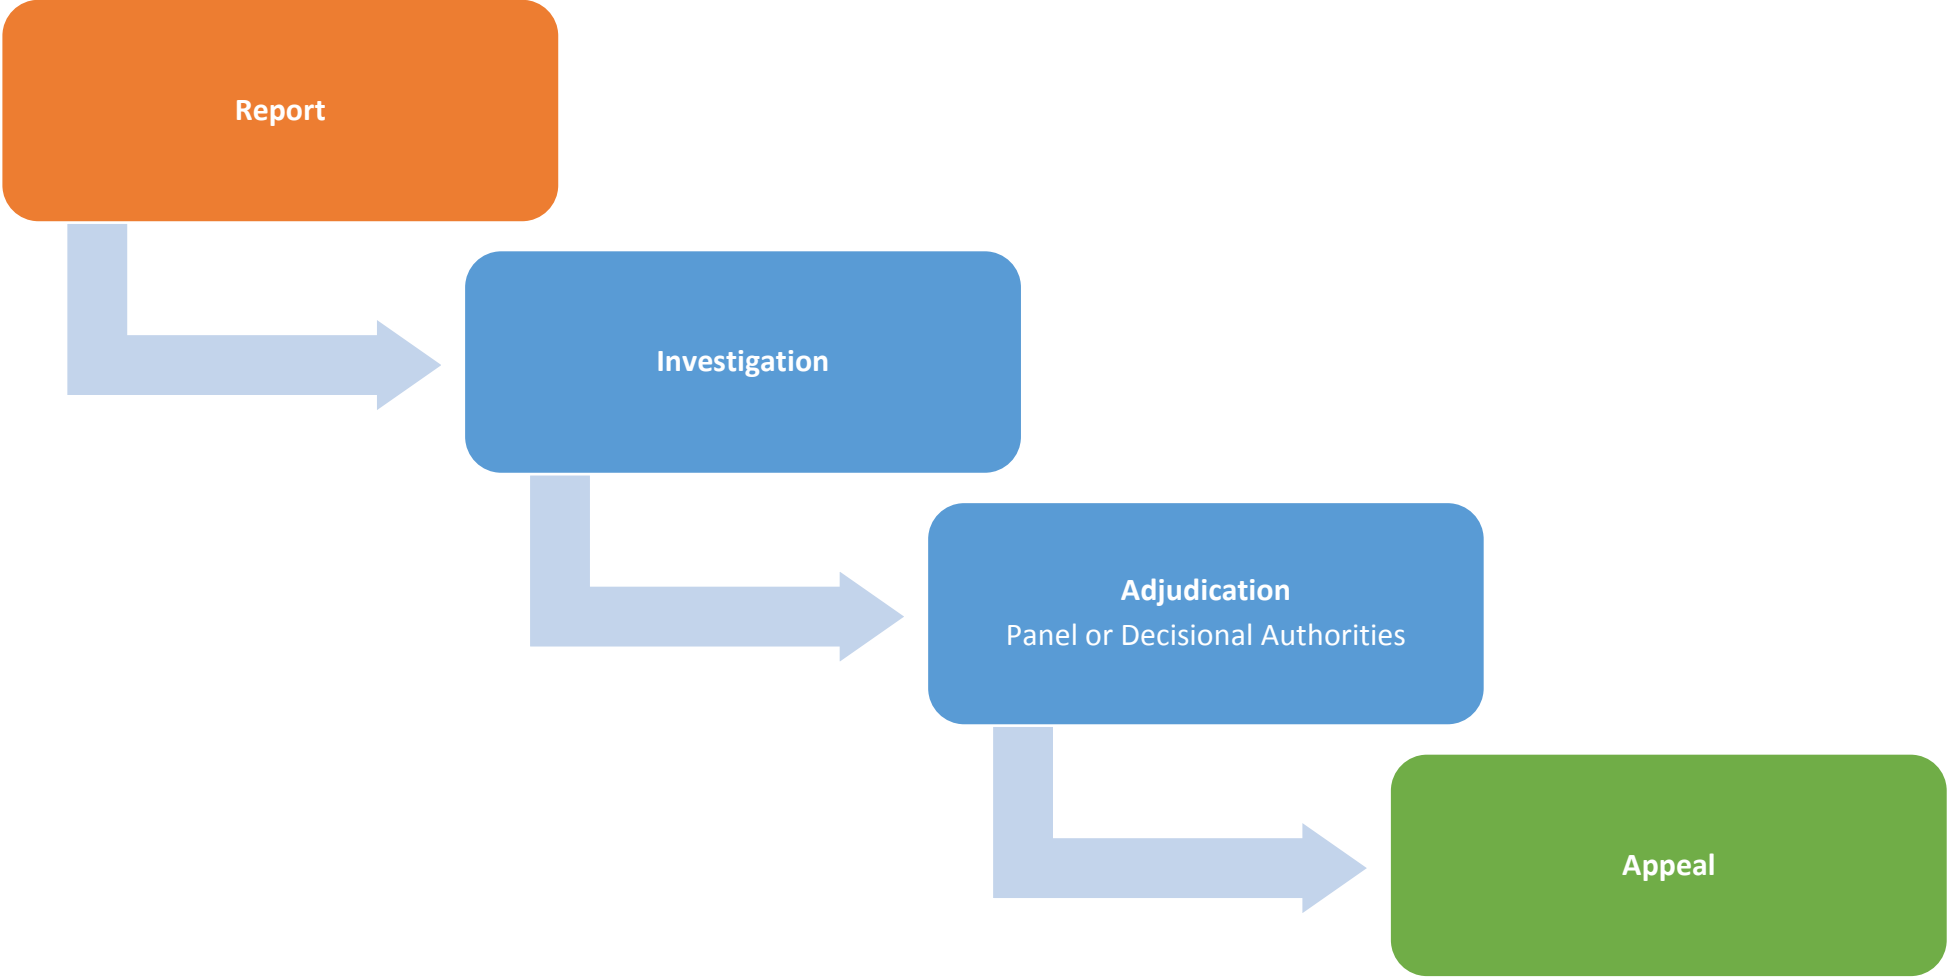 Report
Investigation
Adjudication
Panel or Decisional Authorities
Appeal